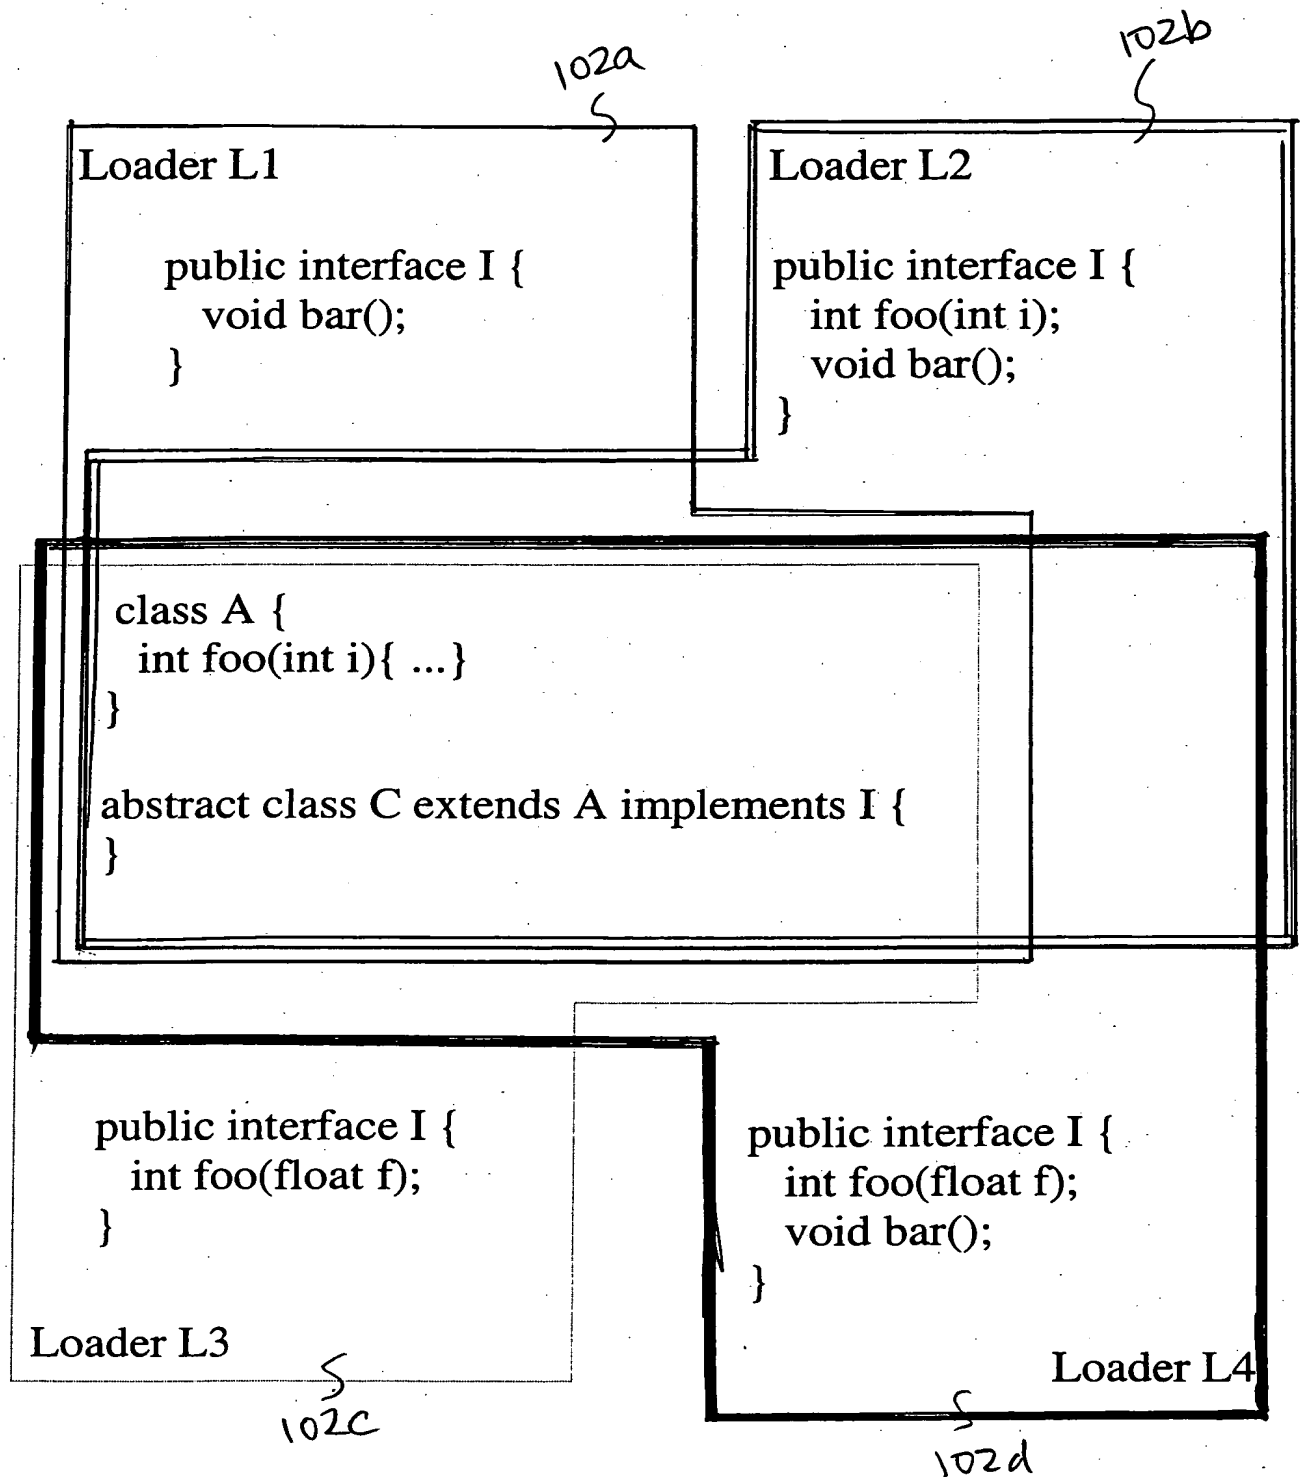 102a
102b
Loader L1
public interface I {
void bar();
}
Loader L2
public interface I {
int foo(int i);
void bar();
}
class A {
int foo(int i){ ...}
}
abstract class C extends A implements I {
}
public interface I {
int foo(float f);
}
Loader L3
102c
public interface I {
int foo(float f);
void bar();
}
Loader L4
102d